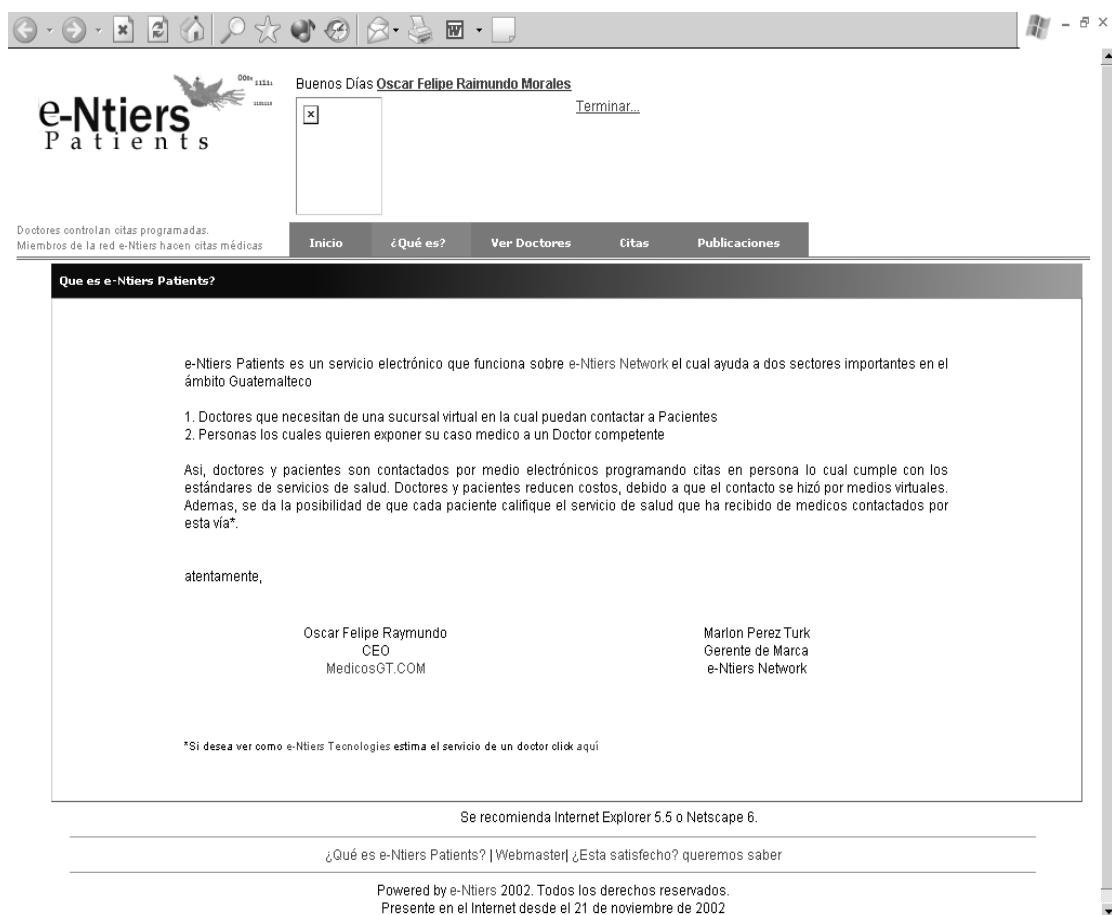 e-Ntiers
Patients
Buenos Días Oscar Felipe Raimundo Morales
Terminar...
Doctores controlan citas programadas.
Miembros de la red e-Ntiers hacen citas médicas
Inicio ¿Qué es? Ver Doctores Citas Publicaciones
Que es e-Ntiers Patients?
e-Ntiers Patients es un servicio electrónico que funciona sobre e-Ntiers Network el cual ayuda a dos sectores importantes en el
ámbito Guatemalteco
1. Doctores que necesitan de una sucursal virtual en la cual puedan contactar a Pacientes
2. Personas los cuales quieren exponer su caso medico a un Doctor competente
Asi, doctores y pacientes son contactados por medio electrónicos programando citas en persona lo cual cumple con los
estándares de servicios de salud. Doctores y pacientes reducen costos, debido a que el contacto se hizó por medios virtuales.
Ademas, se da la posibilidad de que cada paciente califique el servicio de salud que ha recibido de medicos contactados por
esta vía*.
atentamente,
Oscar Felipe Raymundo
CEO
MedicosGT.COM
Marlon Perez Turk
Gerente de Marca
e-Ntiers Network
*Si desea ver como e-Ntiers Tecnologies estima el servicio de un doctor click aquí
Se recomienda Internet Explorer 5.5 o Netscape 6.
¿Qué es e-Ntiers Patients? | Webmaster| ¿Esta satisfecho? queremos saber
Powered by e-Ntiers 2002. Todos los derechos reservados.
Presente en el Internet desde el 21 de noviembre de 2002